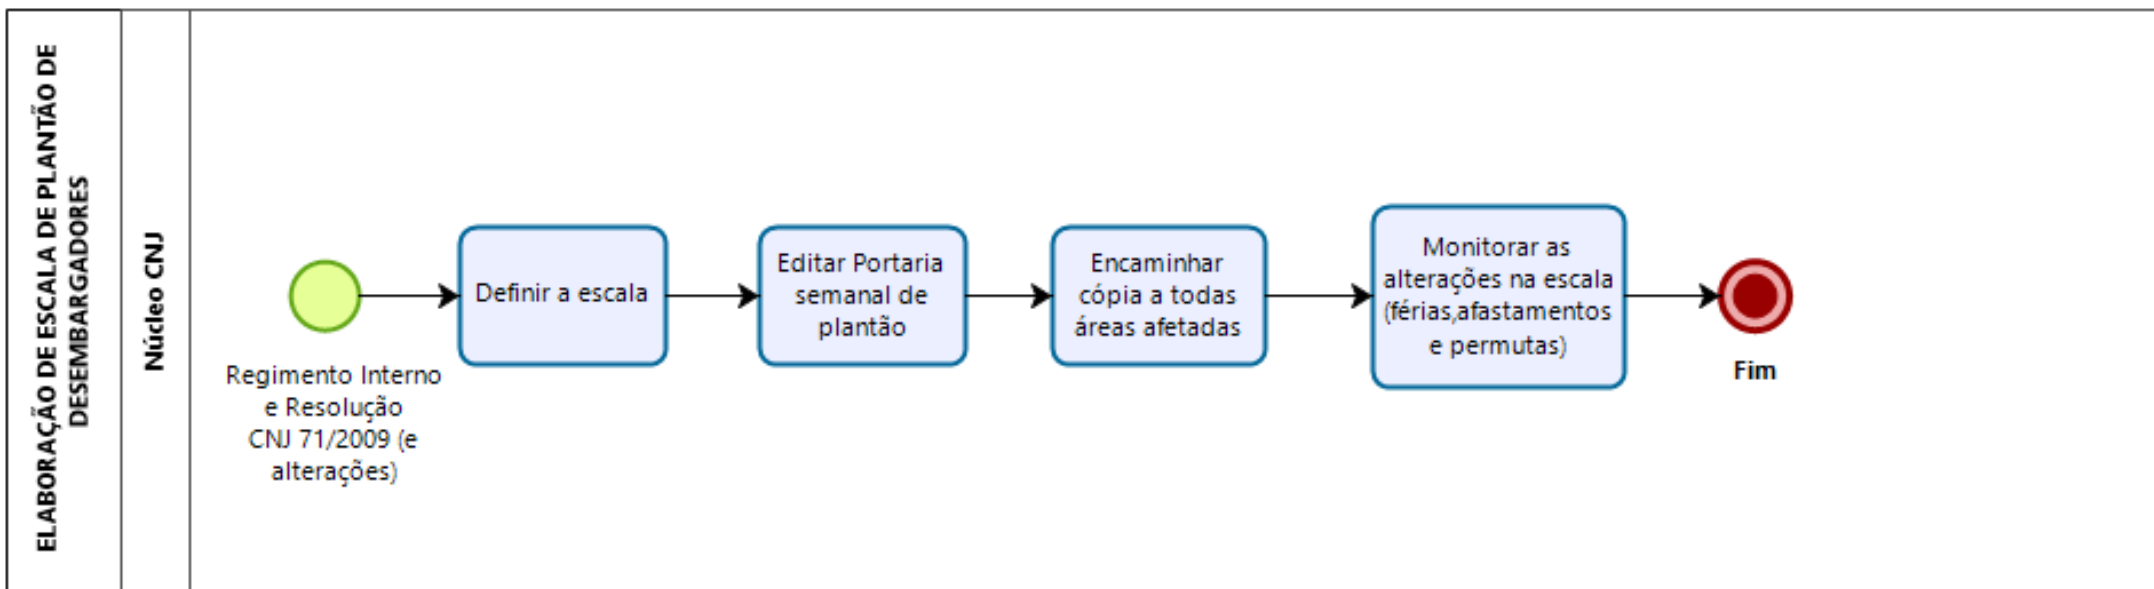 ELABORAÇÃO DE ESCALA DE PLANTÃO DE
DESEMBARGADORES
Núcleo CNJ
Regimento Interno
e Resolução
CNJ 71/2009 (e
alterações)
Definir a escala
Editar Portaria
semanal de
plantão
Encaminhar
cópia a todas
áreas afetadas
Monitorar as
alterações na escala
(férias,afastamentos
e permutas)
Fim